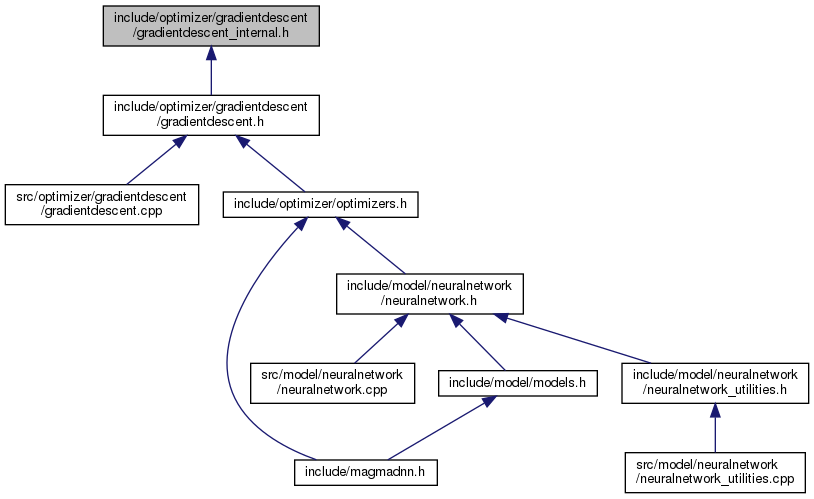 include/optimizer/gradientdescent
/gradientdescent_internal.h
include/optimizer/gradientdescent
/gradientdescent.h
src/optimizer/gradientdescent
/gradientdescent.cpp
include/optimizer/optimizers.h
include/model/neuralnetwork
/neuralnetwork.h
src/model/neuralnetwork
/neuralnetwork.cpp
include/model/models.h
include/model/neuralnetwork
/neuralnetwork_utilities.h
include/magmadnn.h
src/model/neuralnetwork
/neuralnetwork_utilities.cpp